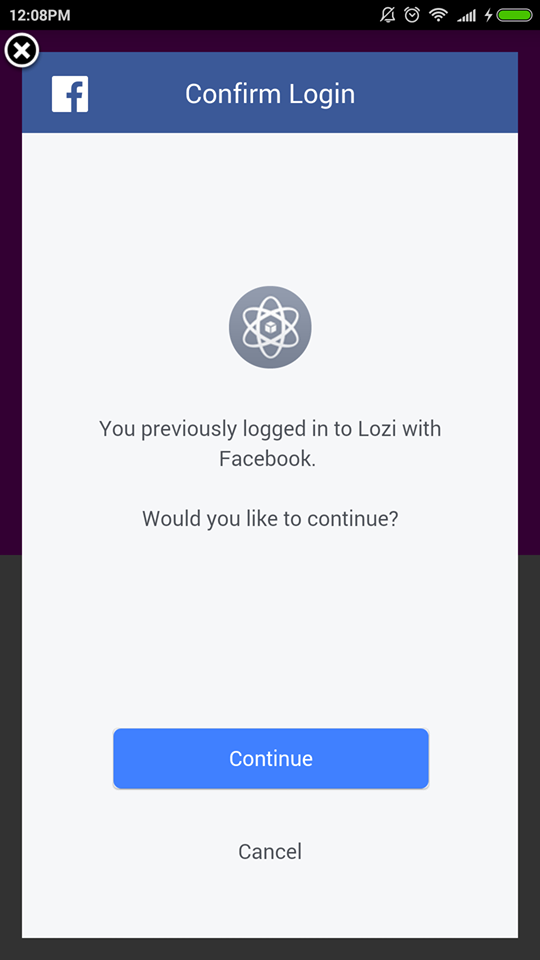 12:08PM
Confirm Login
You previously logged in to Lozi with
Facebook.
Would you like to continue?
Continue
Cancel